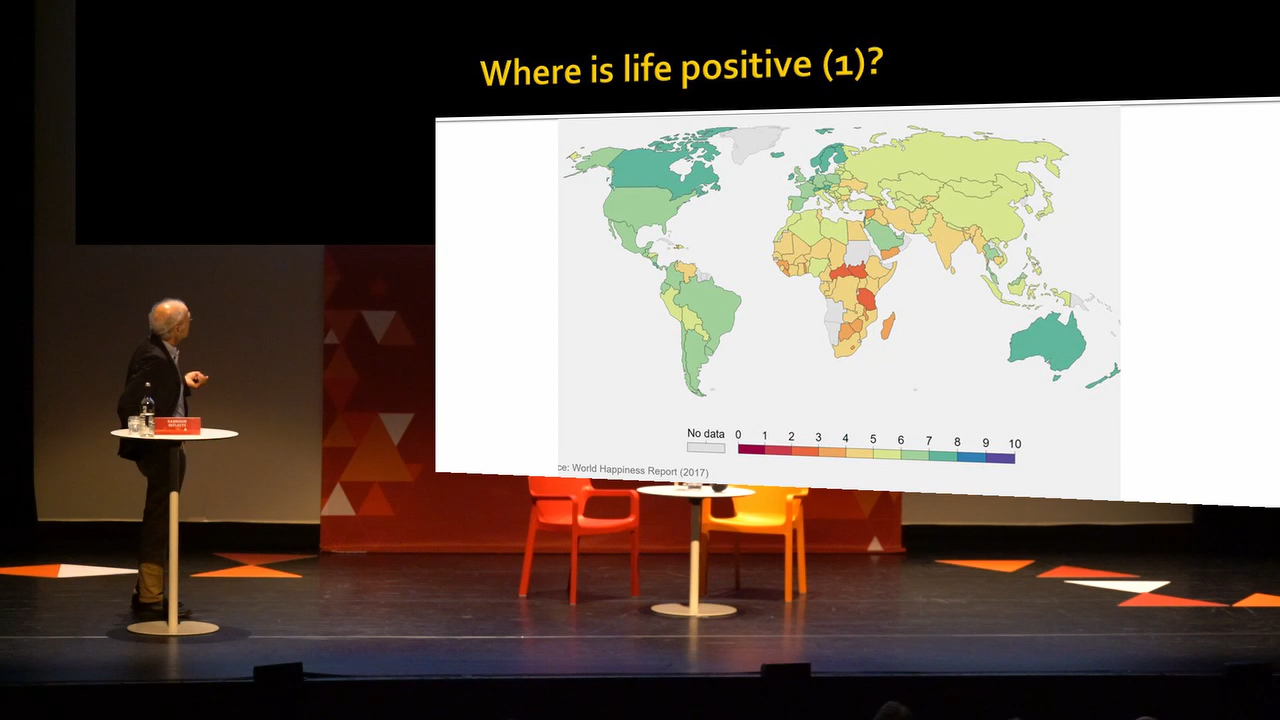 Where is life positive (1)?
No data
0 1 2 3 4 5 6 7 8 9 10
ce: World Happiness Report (2017)